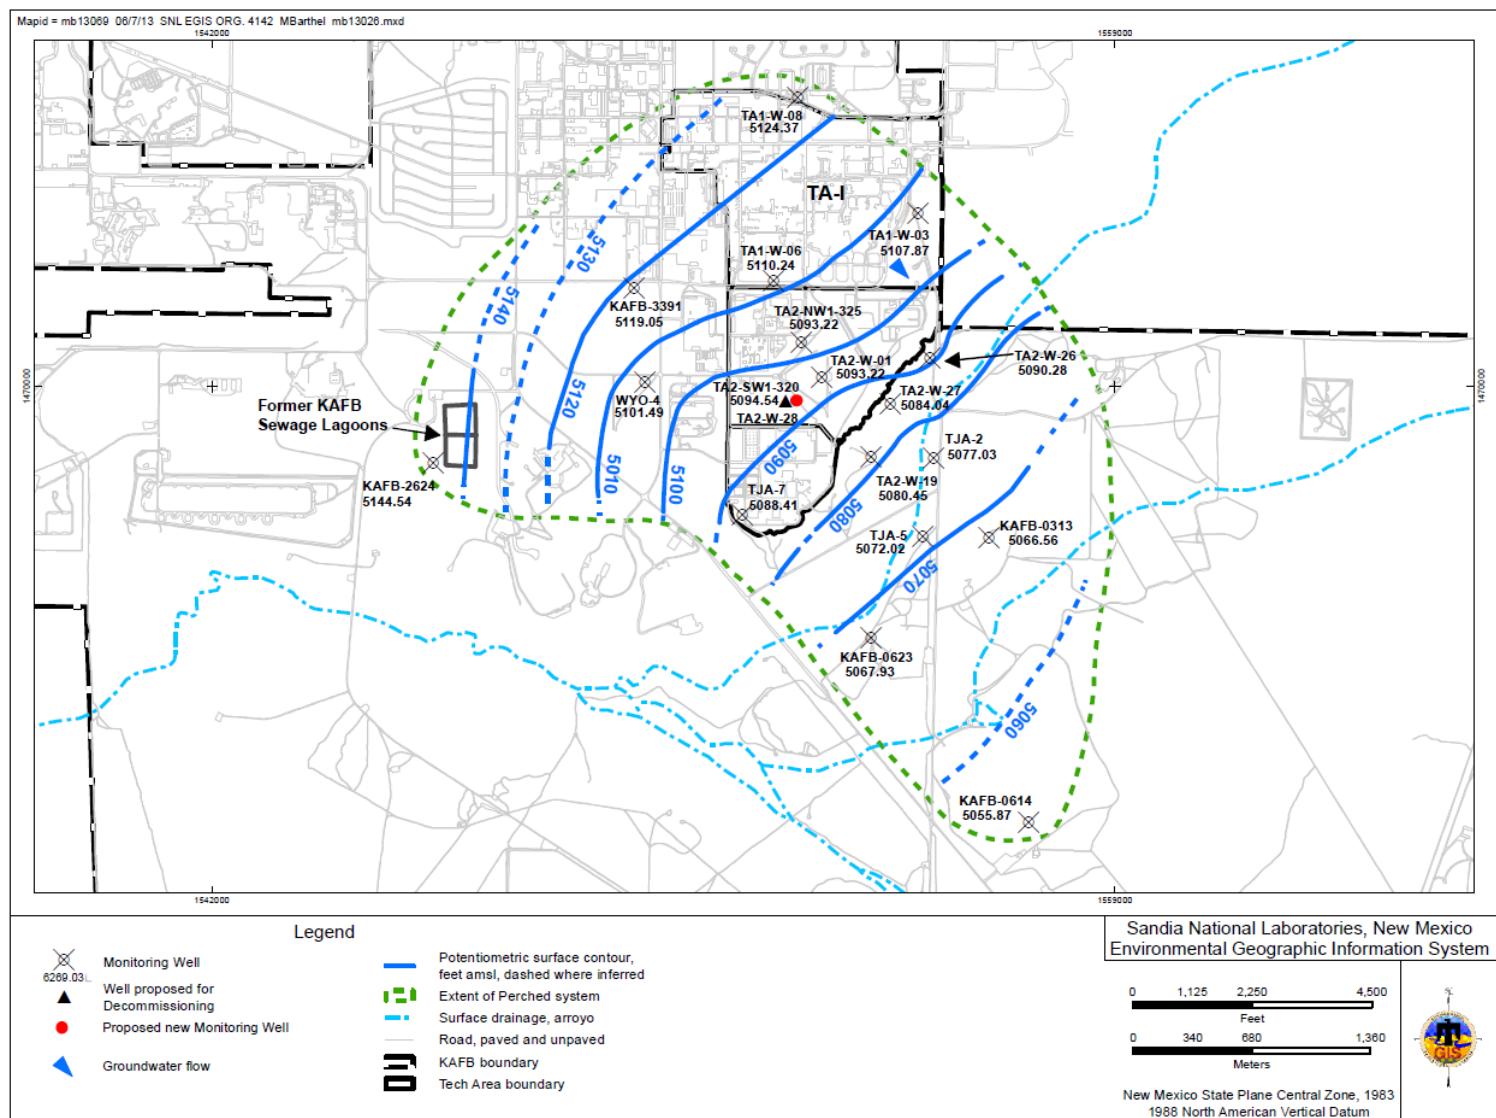 Mapid = mb13069 06/7/13 SNL EGIS ORG. 4142 MBarthel mb13026.mxd
1542000
1559000
TA1-W-08
5124.37
TA-I
TA1-W-03
5107.87
TA1-W-06
5110.24
5130
5140
KAFB-3391
5119.05
TA2-NW1-325
5093.22
TA2-W-26
5090.28
TA2-W-01
5093.22
1470000
1470000
WYO-4
5101.49
TA2-SW1-320
5094.54
TA2-W-28
TA2-W-27
5084.04
5120
Former KAFB
Sewage Lagoons
TJA-2
5077.03
5090
5010
5100
KAFB-2624
5144.54
TA2-W-19
5080.45
TJA-7
5088.41
5080
TJA-5
5072.02
KAFB-0313
5066.56
5070
KAFB-0623
5067.93
5060
KAFB-0614
5055.87
1542000
1559000
Legend
Monitoring Well
6269.03
Well proposed for
Decommissioning
Proposed new Monitoring Well
Groundwater flow
Potentiometric surface contour,
feet amsl, dashed where inferred
Extent of Perched system
Surface drainage, arroyo
Road, paved and unpaved
KAFB boundary
Tech Area boundary
Sandia National Laboratories, New Mexico
Environmental Geographic Information System
0 1,125 2,250 4,500
Feet
0 340 680 1,360
Meters
GIS
New Mexico State Plane Central Zone, 1983
1988 North American Vertical Datum